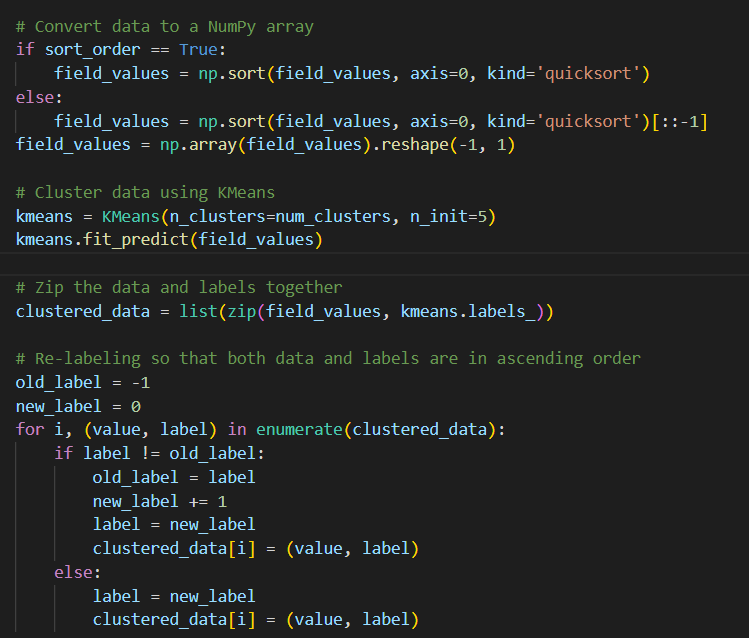 # Convert data to a NumPy array
if sort_order == True:
    field_values = np.sort(field_values, axis=0, kind='quicksort')
else:
    field_values = np.sort(field_values, axis=0, kind='quicksort')[::-1]
field_values = np.array(field_values).reshape(-1, 1)

# Cluster data using KMeans
kmeans = KMeans(n_clusters=num_clusters, n_init=5)
kmeans.fit_predict(field_values)

# Zip the data and labels together
clustered_data = list(zip(field_values, kmeans.labels_))

# Re-labeling so that both data and labels are in ascending order
old_label = -1
new_label = 0
for i, (value, label) in enumerate(clustered_data):
    if label != old_label:
        old_label = label
        new_label += 1
        label = new_label
        clustered_data[i] = (value, label)
    else:
        label = new_label
        clustered_data[i] = (value, label)